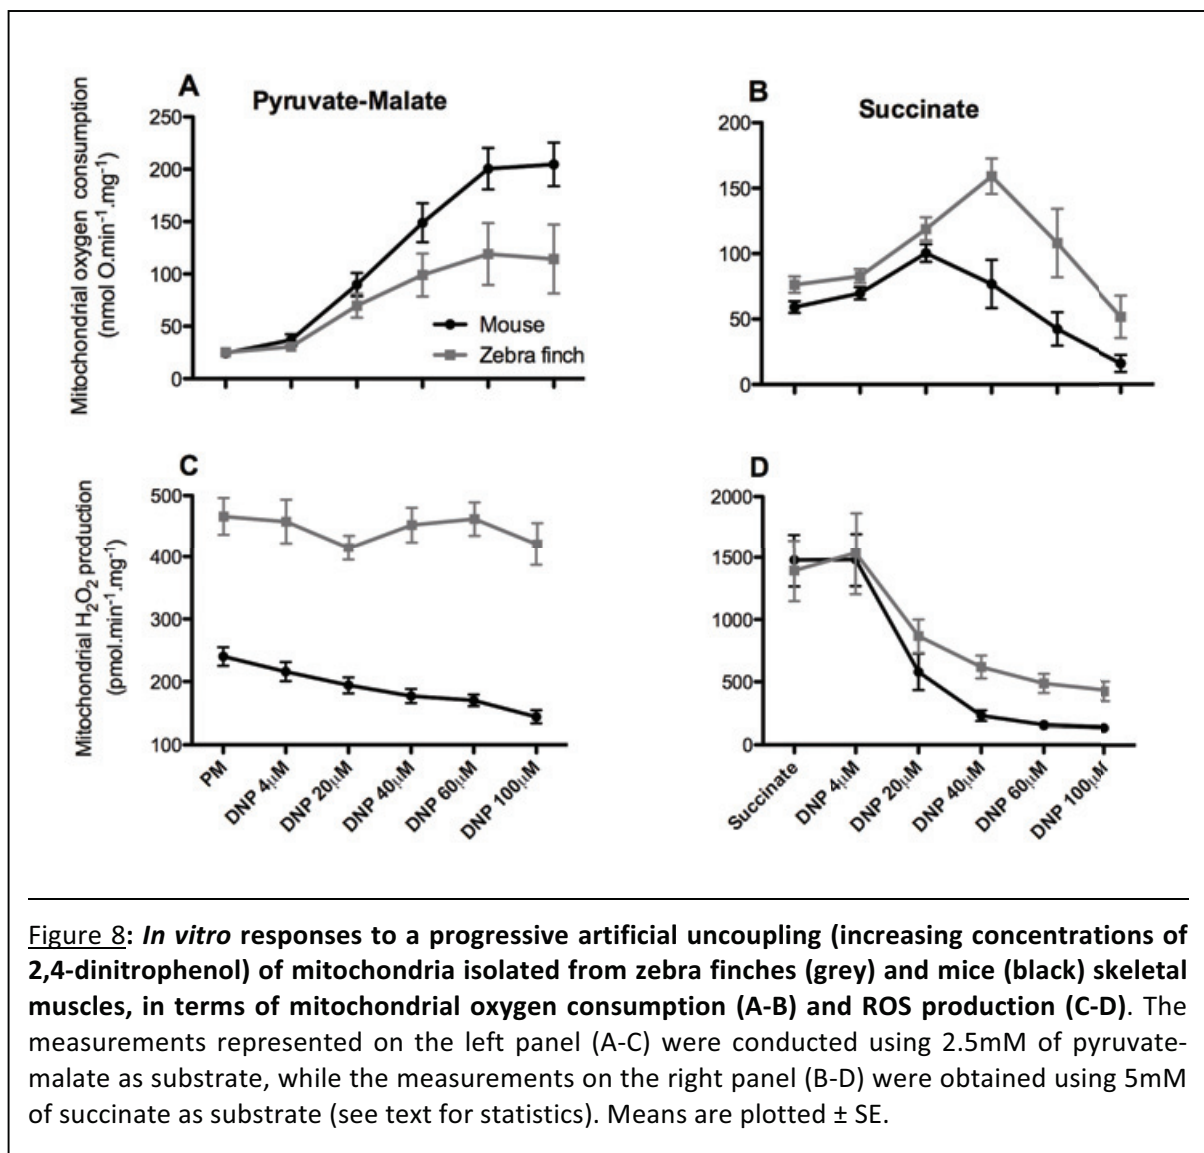 A
Pyruvate-Malate
Mitochondrial oxygen consumption
(nmol O.min⁻¹.mg⁻¹)
250
200
150
100
50
0
Mouse
Zebra finch
B
Succinate
200
150
100
50
0
C
Mitochondrial H₂O₂ production
(pmol.min⁻¹.mg⁻¹)
500
400
300
200
100
PM
DNP 4μM
DNP 20μM
DNP 40μM
DNP 60μM
DNP 100μM
D
2000
1500
1000
500
0
Succinate
DNP 4μM
DNP 20μM
DNP 40μM
DNP 60μM
DNP 100μM
Figure 8: In vitro responses to a progressive artificial uncoupling (increasing concentrations of
2,4-dinitrophenol) of mitochondria isolated from zebra finches (grey) and mice (black) skeletal
muscles, in terms of mitochondrial oxygen consumption (A-B) and ROS production (C-D). The
measurements represented on the left panel (A-C) were conducted using 2.5mM of pyruvate-
malate as substrate, while the measurements on the right panel (B-D) were obtained using 5mM
of succinate as substrate (see text for statistics). Means are plotted ± SE.